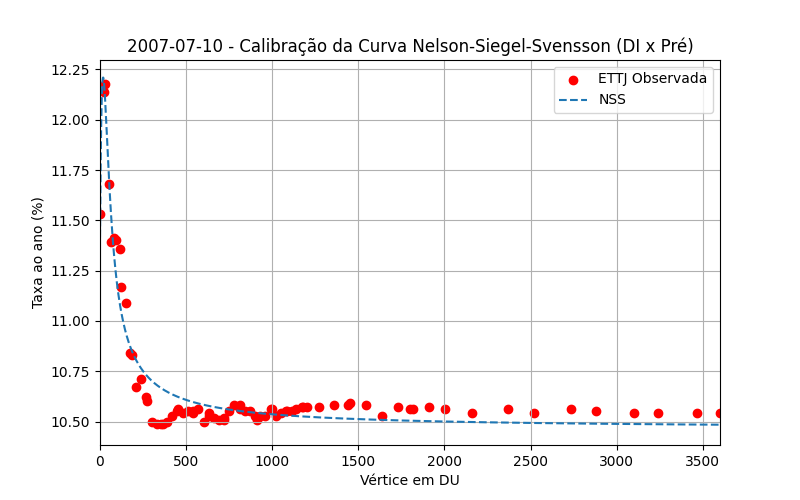 2007-07-10 - Calibração da Curva Nelson-Siegel-Svensson (DI x Pré)
ETTJ Observada
NSS
Taxa ao ano (%)
12.25
12.00
11.75
11.50
11.25
11.00
10.75
10.50
0 500 1000 1500 2000 2500 3000 3500
Vértice em DU